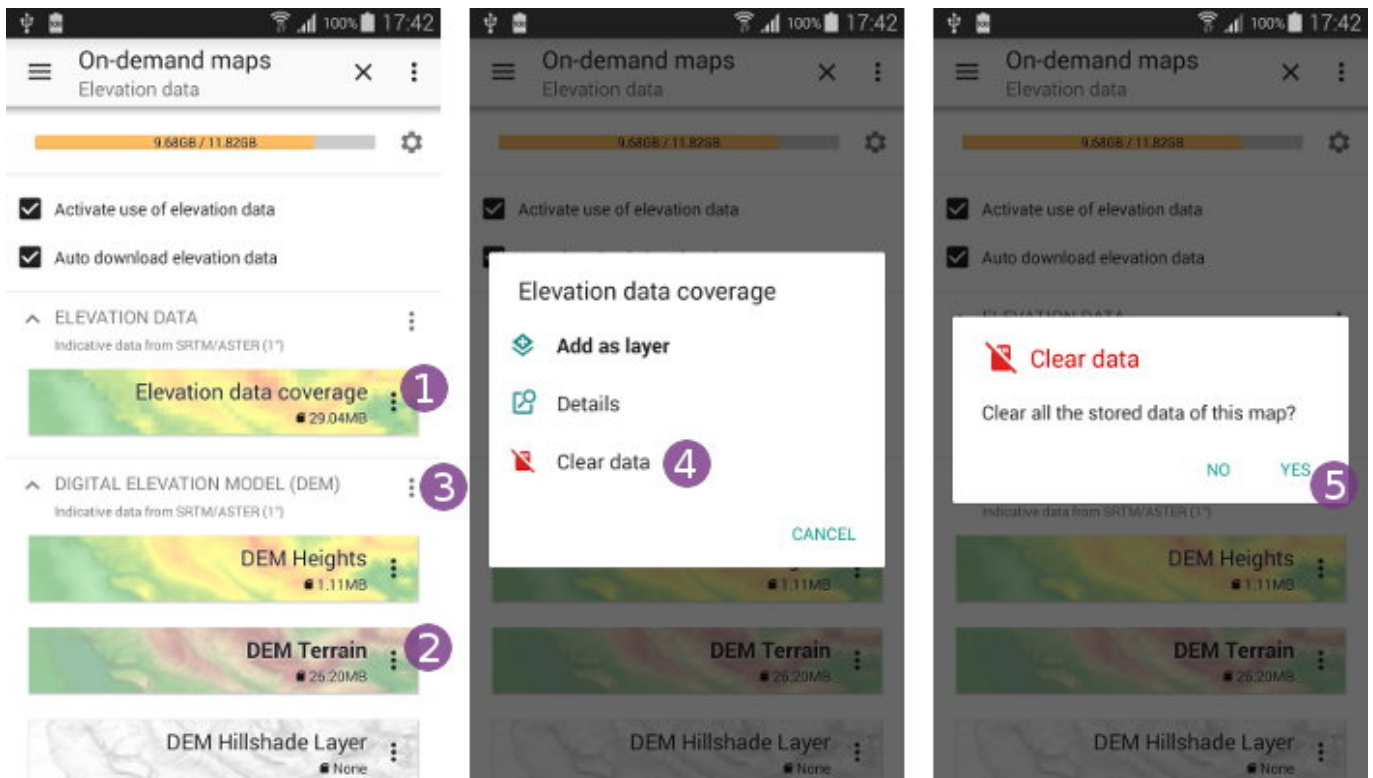 100% 17:42
On-demand maps
Elevation data
9.68GB / 11.82GB
Activate use of elevation data
Auto download elevation data
ELEVATION DATA
Indicative data from SRTM/ASTER (1")
Elevation data coverage
29.04MB
1
DIGITAL ELEVATION MODEL (DEM)
3
Indicative data from SRTM/ASTER (1")
DEM Heights
1.11MB
DEM Terrain
26.20MB
2
DEM Hillshade Layer
None
100% 17:42
On-demand maps
Elevation data
9.68GB / 11.82GB
Activate use of elevation data
Elevation data coverage
Add as layer
Details
Clear data
4
CANCEL
1.11MB
DEM Terrain
26.20MB
DEM Hillshade Layer
None
100% 17:42
On-demand maps
Elevation data
9.68GB / 11.82GB
Activate use of elevation data
Auto download elevation data
ELEVATION DATA
Clear data
Clear all the stored data of this map?
NO YES
5
Indicative data from SRTM/ASTER (1")
DEM Heights
1.11MB
DEM Terrain
26.20MB
DEM Hillshade Layer
None